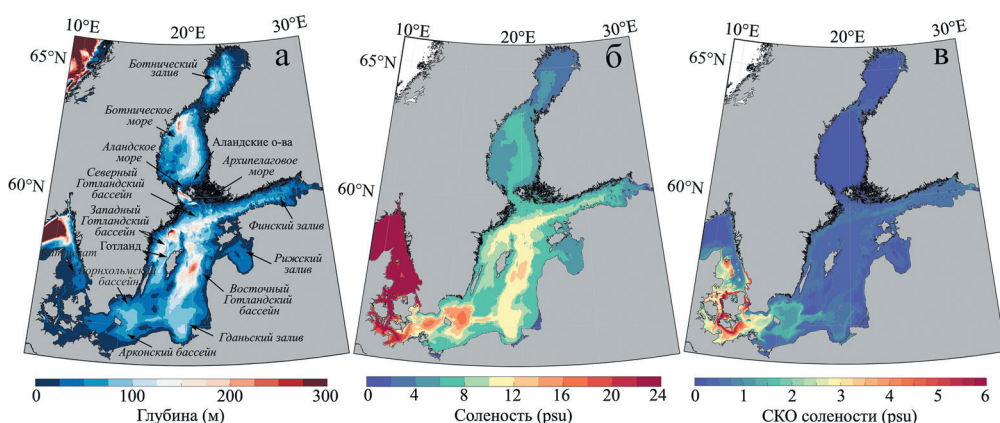 10°E
20°E
30°E
65°N
60°N
а
Ботнический
залив
Ботническое
море
Аландское
море
Аландские о-ва
Архипелаговое
море
Северный
Готландский
бассейн
Западный
Готландский
бассейн
Готланд
Финский залив
Рижский
залив
бассейн
Восточный
Готландский
бассейн
Гданьский залив
Арконский бассейн
0
100
200
300
Глубина (м)
10°E
20°E
30°E
65°N
60°N
б
0 4 8 12 16 20 24
Соленость (psu)
10°E
20°E
30°E
65°N
60°N
в
0 1 2 3 4 5 6
СКО солености (psu)